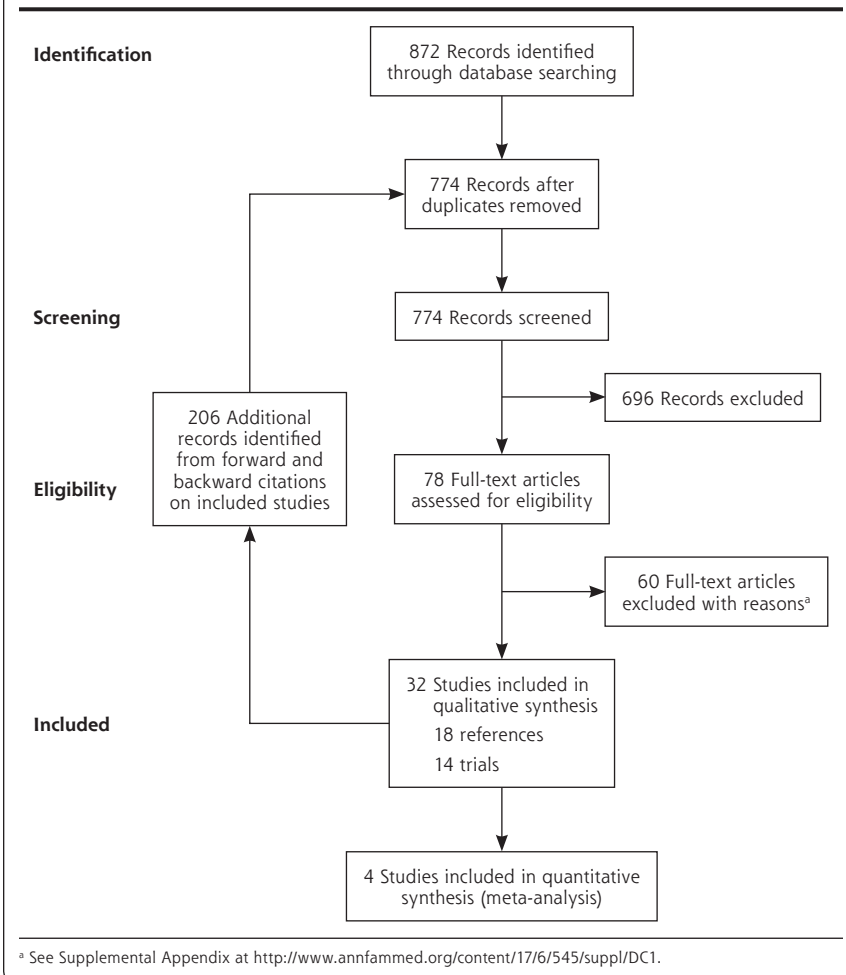 Identification
872 Records identified
through database searching
774 Records after
duplicates removed
Screening
774 Records screened
696 Records excluded
206 Additional
records identified
from forward and
backward citations
on included studies
Eligibility
78 Full-text articles
assessed for eligibility
60 Full-text articles
excluded with reasonsᵃ
Included
32 Studies included in
qualitative synthesis
18 references
14 trials
4 Studies included in quantitative
synthesis (meta-analysis)
ᵃ See Supplemental Appendix at http://www.annfammed.org/content/17/6/545/suppl/DC1.